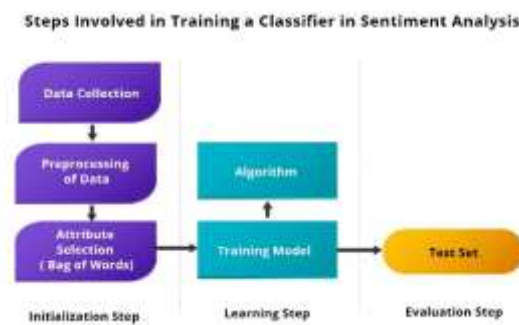 Steps Involved in Training a Classifier in Sentiment Analysis
Data Collection
Preprocessing
of Data
Attribute
Selection
( Bag of Words)
Initialization Step
Algorithm
Training Model
Learning Step
Test Set
Evaluation Step